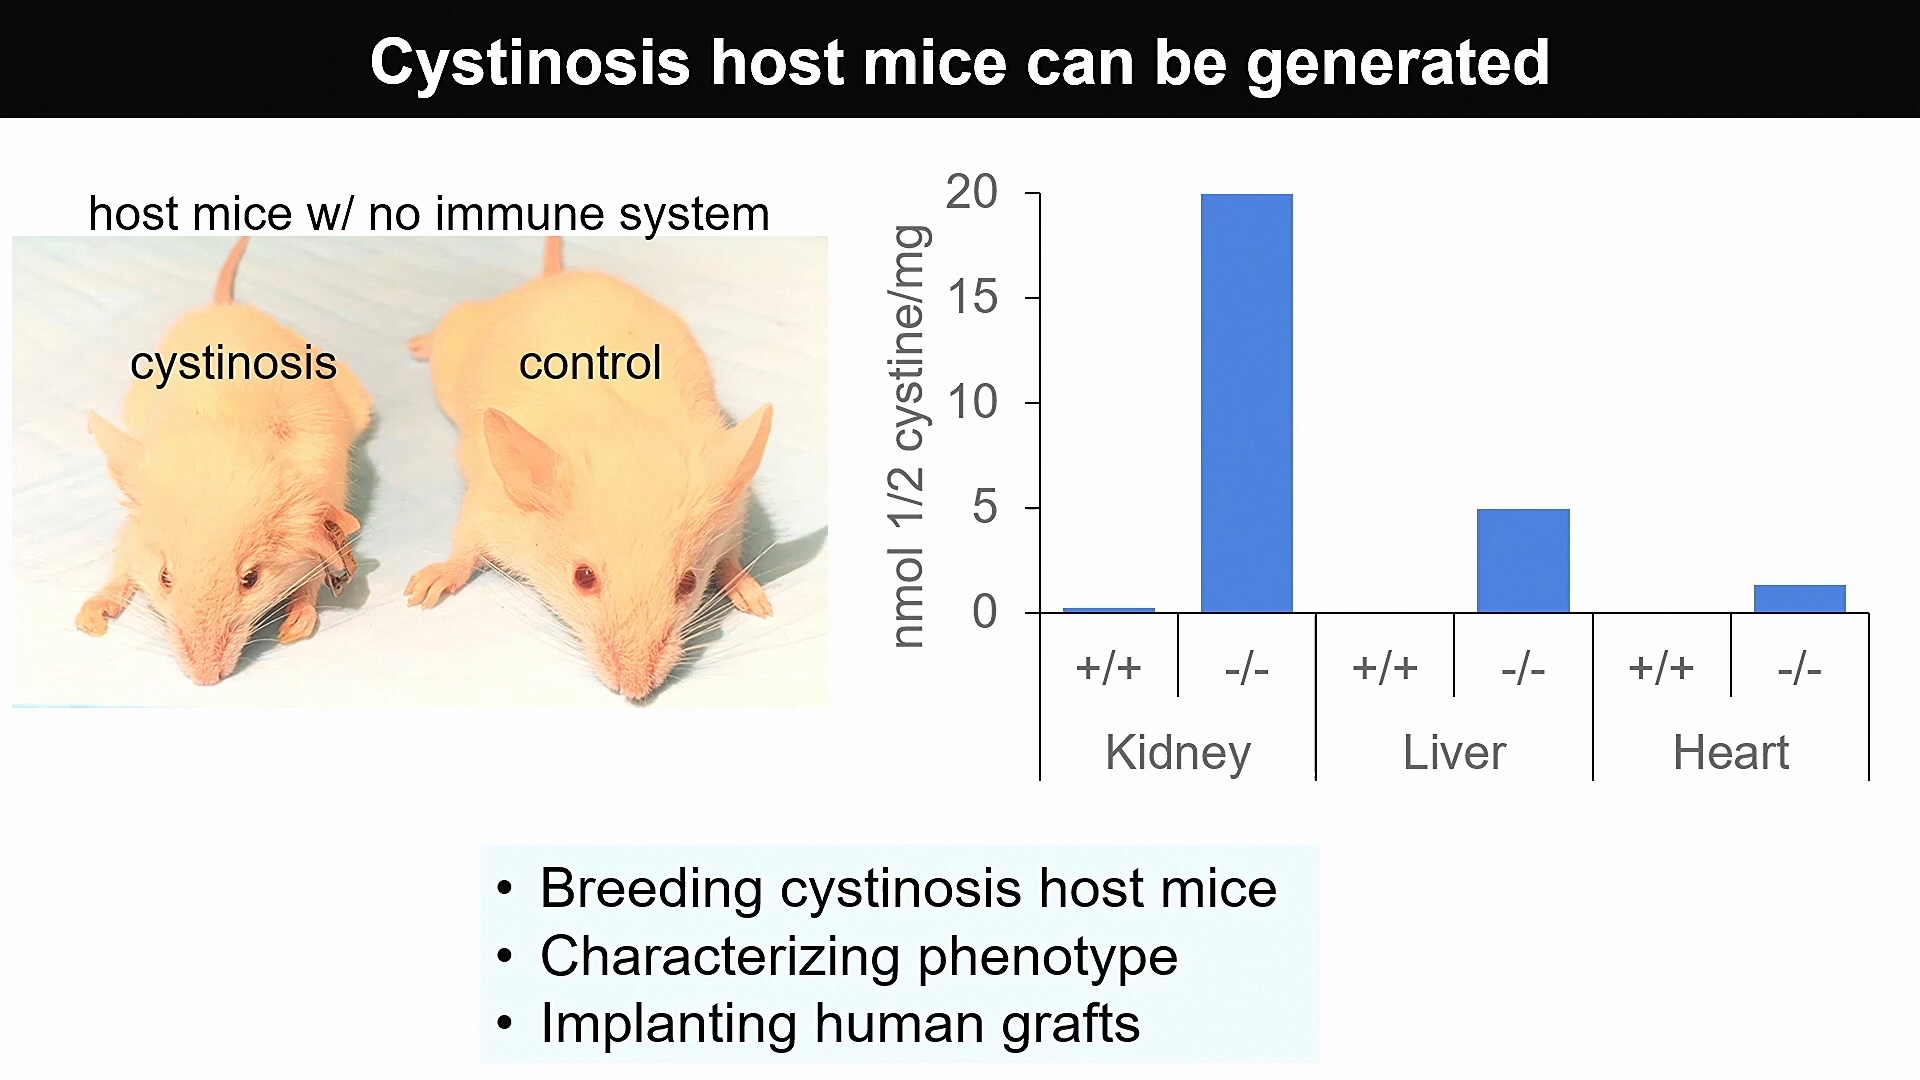 Cystinosis host mice can be generated
host mice w/ no immune system
cystinosis
control
nmol 1/2 cystine/mg
20
15
10
5
0
+/+ -/- +/+ -/- +/+ -/-
Kidney Liver Heart
• Breeding cystinosis host mice
• Characterizing phenotype
• Implanting human grafts